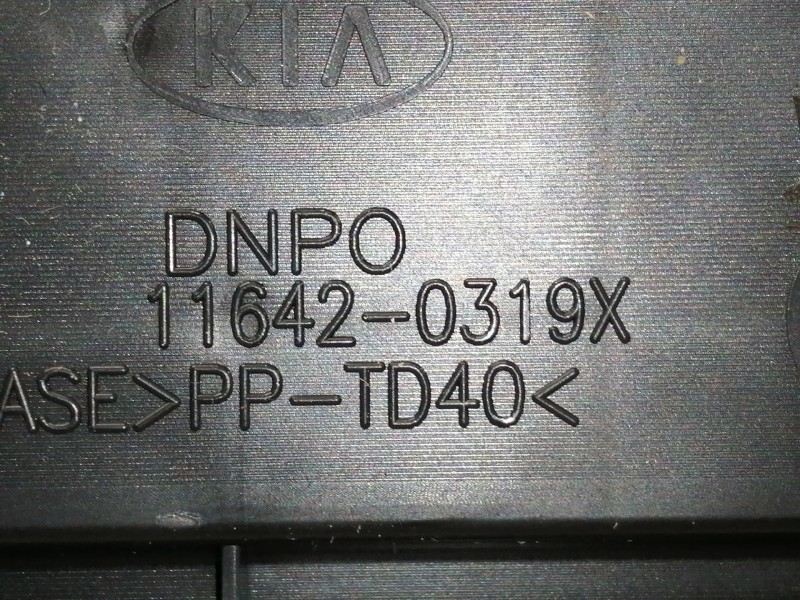 KIA
DNPO
11642-0319X
ASE>PP-TD40<